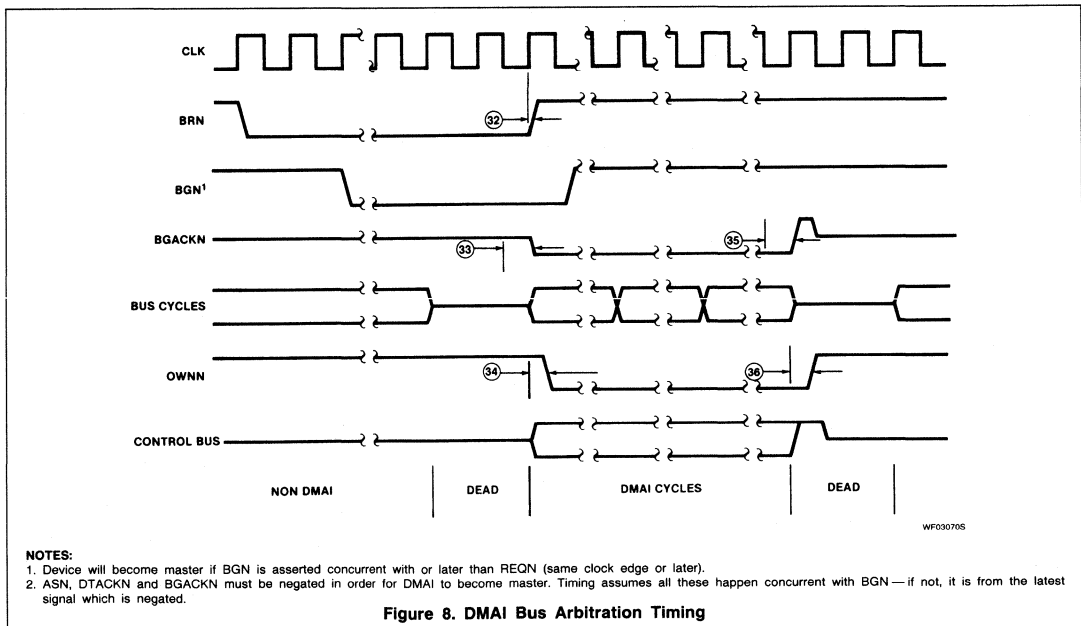 CLK
BRN
32
BGN¹
BGACKN
33
35
BUS CYCLES
OWNN
34
36
CONTROL BUS
NON DMAI
DEAD
DMAI CYCLES
DEAD
WF03070S
NOTES:
1. Device will become master if BGN is asserted concurrent with or later than REQN (same clock edge or later).
2. ASN, DTACKN and BGACKN must be negated in order for DMAI to become master. Timing assumes all these happen concurrent with BGN — if not, it is from the latest
signal which is negated.
Figure 8. DMAI Bus Arbitration Timing